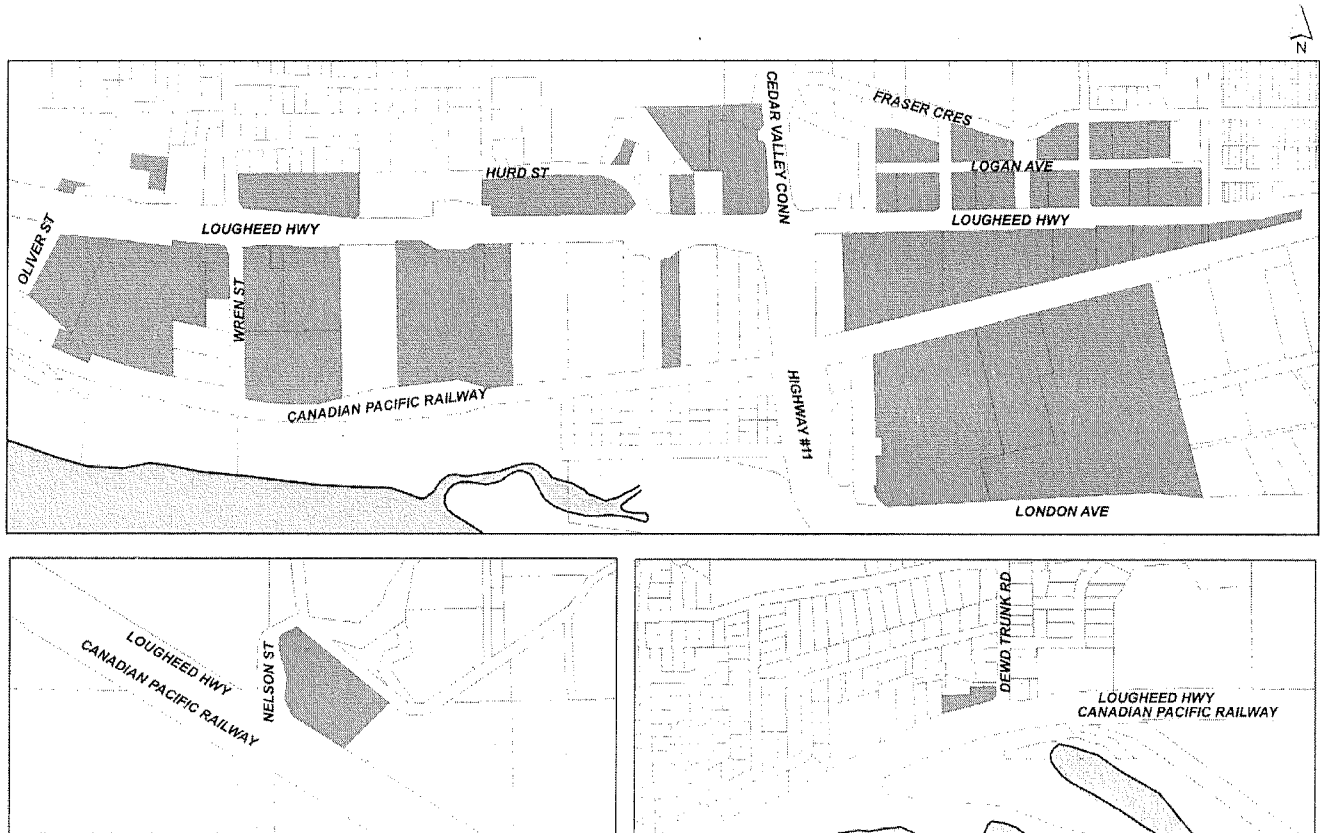 N
CEDAR VALLEY CONN
FRASER CRES
HURD ST
LOGAN AVE
OLIVER ST
LOUGHEED HWY
LOUGHEED HWY
WREN ST
CANADIAN PACIFIC RAILWAY
HIGHWAY #11
LONDON AVE
LOUGHEED HWY
CANADIAN PACIFIC RAILWAY
NELSON ST
DEWD. TRUNK RD
LOUGHEED HWY
CANADIAN PACIFIC RAILWAY